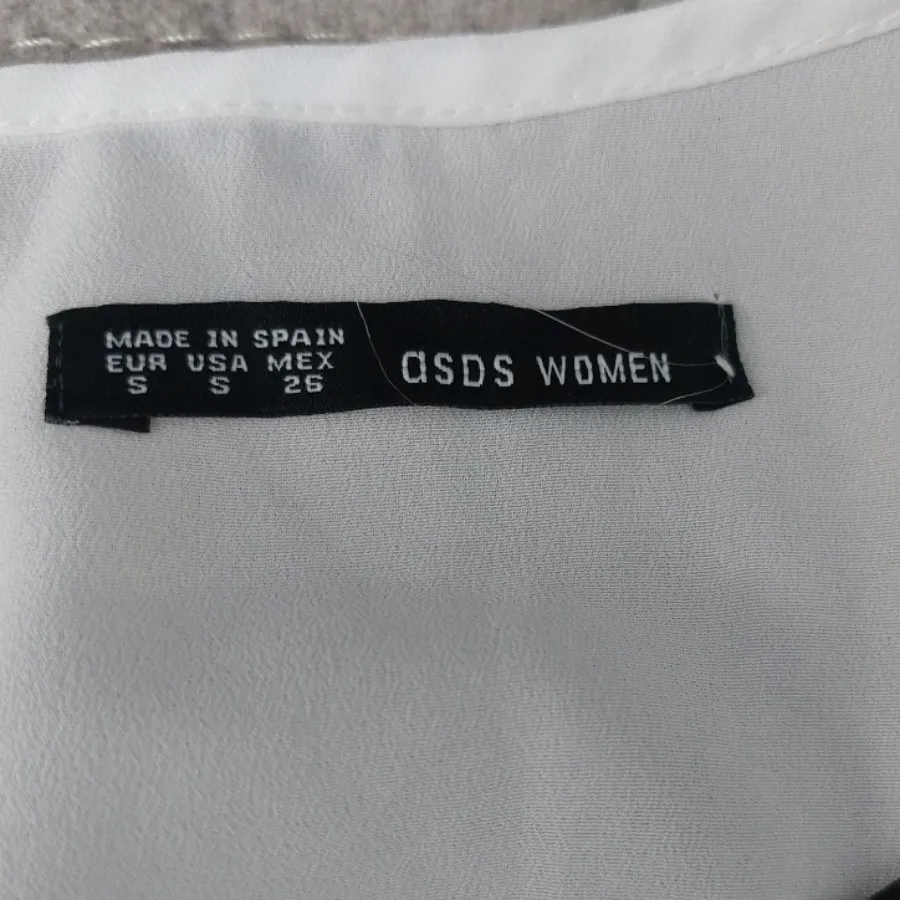 MADE IN SPAIN
EUR USA MEX
S S 26
asds WOMEN